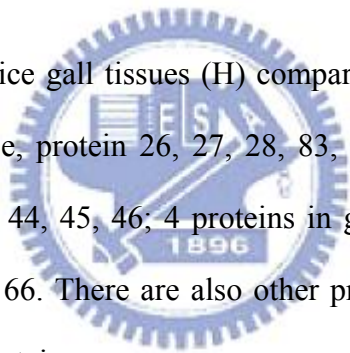 ice gall tissues (H) compar
e, protein 26, 27, 28, 83,
44, 45, 46; 4 proteins in g
1896
66. There are also other pr